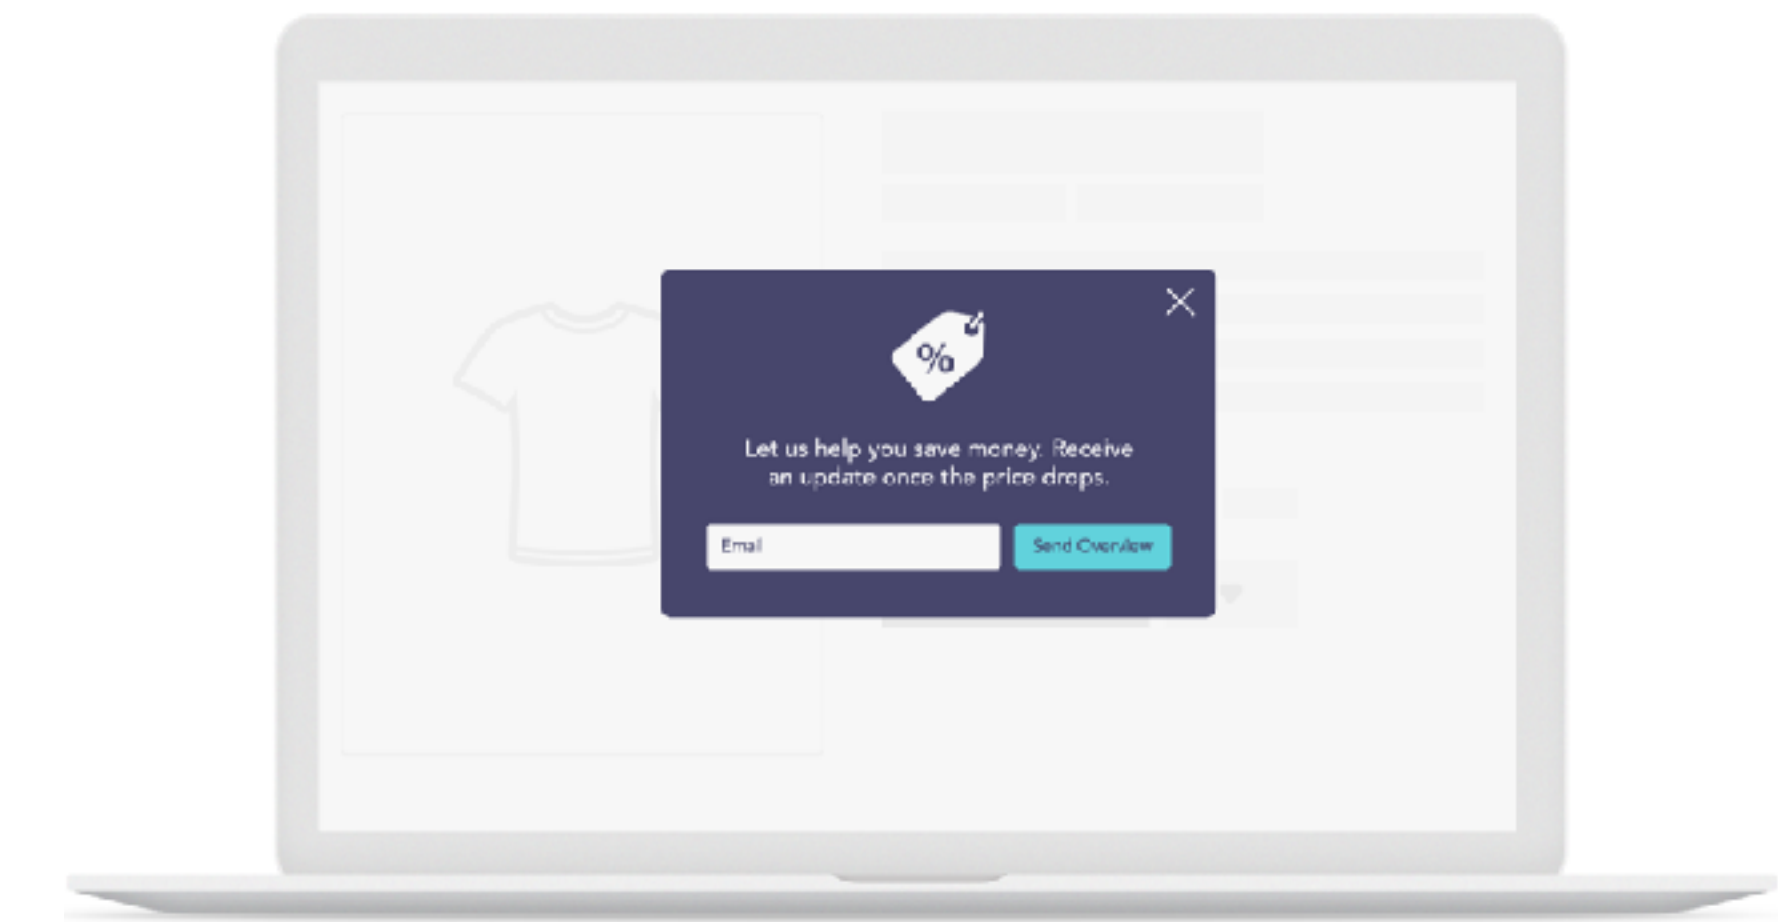 %
Let us help you save money. Receive
an update once the price drops.
Email
Send Overview